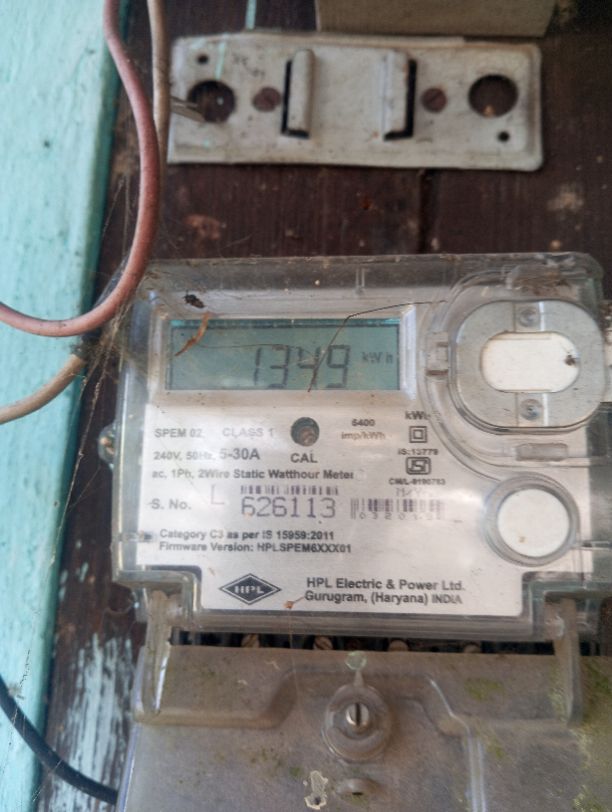 1349 kWh
SPEM 02 CLASS 1
6400
imp/kWh
kWh
240V, 50Hz, 5-30A
CAL
IS:13779
ac, 1Ph, 2Wire Static Watthour Meter
S. No. L 626113
Category C3 as per IS 15959:2011
Firmware Version: HPLSPEM6XXX01
HPL
HPL Electric & Power Ltd.
Gurugram, (Haryana) INDIA